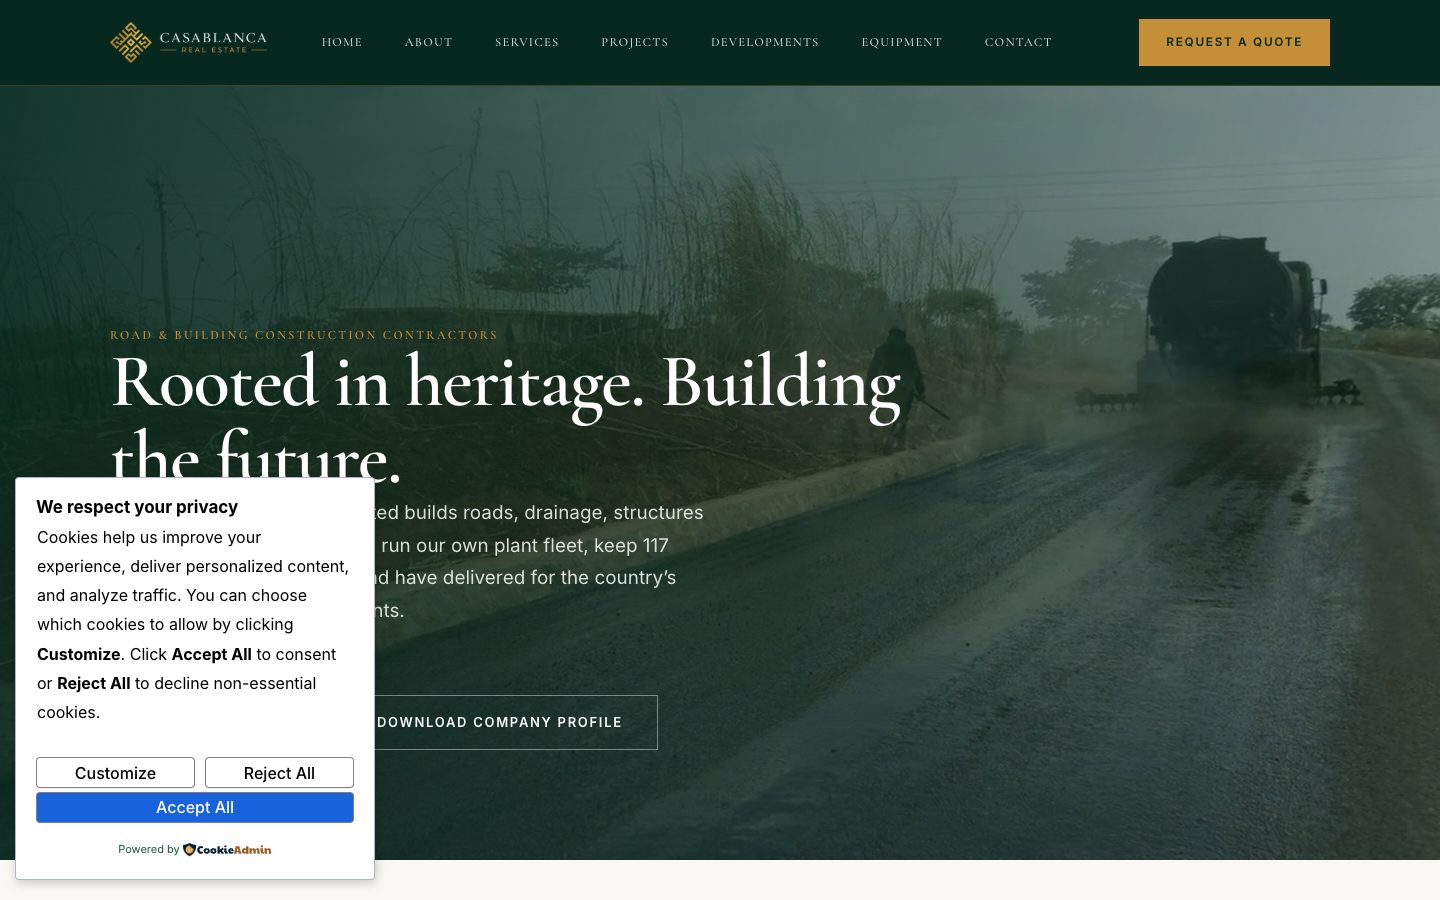 CASABLANCA
REAL ESTATE
HOME
ABOUT
SERVICES
PROJECTS
DEVELOPMENTS
EQUIPMENT
CONTACT
REQUEST A QUOTE
ROAD & BUILDING CONSTRUCTION CONTRACTORS
Rooted in heritage. Building
the future.
builds roads, drainage, structures
run our own plant fleet, keep 117
have delivered for the country’s
DOWNLOAD COMPANY PROFILE
We respect your privacy
Cookies help us improve your
experience, deliver personalized content,
and analyze traffic. You can choose
which cookies to allow by clicking
Customize. Click Accept All to consent
or Reject All to decline non-essential
cookies.
Customize
Reject All
Accept All
Powered by CookieAdmin